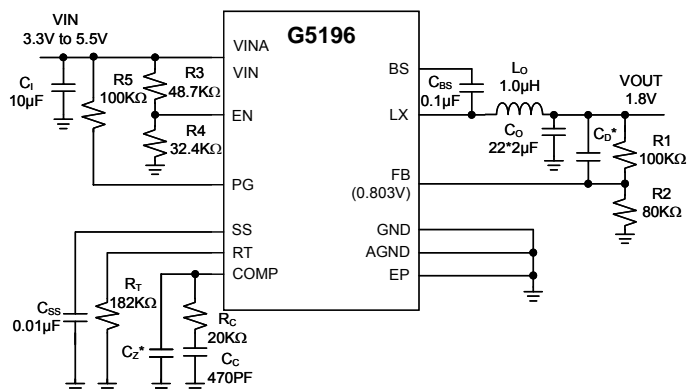 G5196
VIN
3.3V to 5.5V
VINA
VIN
CI
10µF
R5
100KΩ
R3
48.7KΩ
EN
R4
32.4KΩ
PG
SS
RT
COMP
CSS
0.01µF
RT
182KΩ
CZ*
RC
20KΩ
CC
470PF
BS
CBS
0.1µF
LX
LO
1.0µH
VOUT
1.8V
CO
22*2µF
CD*
R1
100KΩ
FB
(0.803V)
R2
80KΩ
GND
AGND
EP